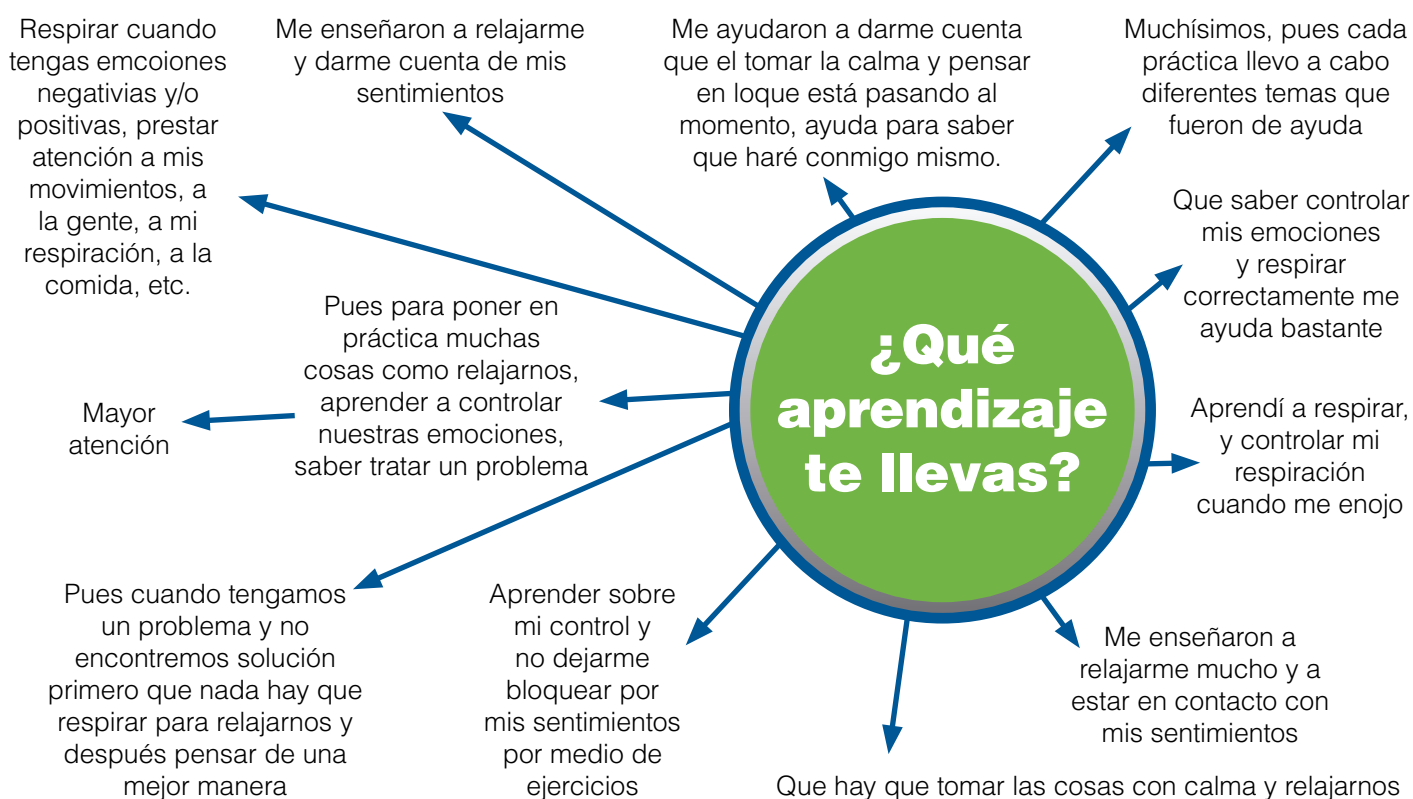 Respirar cuando
tengas emcoiones
negativias y/o
positivas, prestar
atención a mis
movimientos, a
la gente, a mi
respiración, a la
comida, etc.
Me enseñaron a relajarme
y darme cuenta de mis
sentimientos
Me ayudaron a darme cuenta
que el tomar la calma y pensar
en loque está pasando al
momento, ayuda para saber
que haré conmigo mismo.
Muchísimos, pues cada
práctica llevo a cabo
diferentes temas que
fueron de ayuda
Que saber controlar
mis emociones
y respirar
correctamente me
ayuda bastante
Pues para poner en
práctica muchas
cosas como relajarnos,
aprender a controlar
nuestras emociones,
saber tratar un problema
Mayor
atención
¿Qué
aprendizaje
te llevas?
Aprendí a respirar,
y controlar mi
respiración
cuando me enojo
Pues cuando tengamos
un problema y no
encontremos solución
primero que nada hay que
respirar para relajarnos y
después pensar de una
mejor manera
Aprender sobre
mi control y
no dejarme
bloquear por
mis sentimientos
por medio de
ejercicios
Me enseñaron a
relajarme mucho y a
estar en contacto con
mis sentimientos
Que hay que tomar las cosas con calma y relajarnos